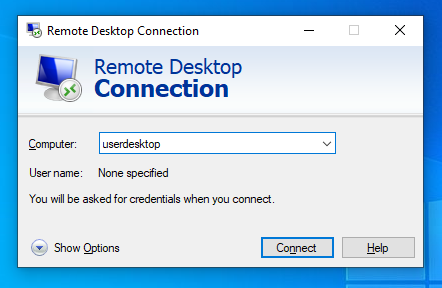 Remote Desktop Connection
Remote Desktop
Connection
Computer: userdesktop
User name: None specified
You will be asked for credentials when you connect.
Show Options Connect Help